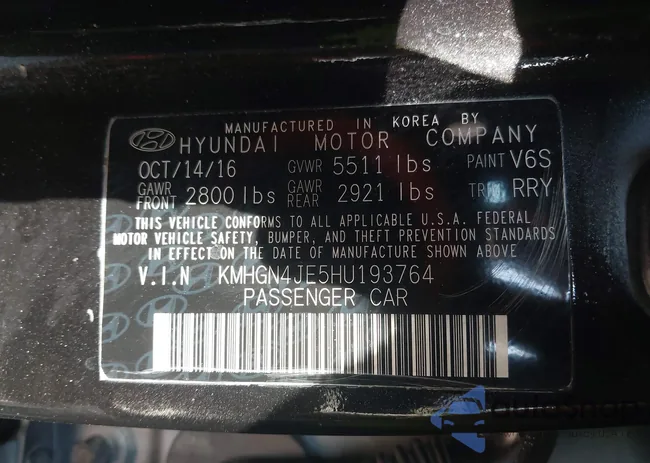 MANUFACTURED IN KOREA BY
HYUNDAI MOTOR COMPANY
OCT/14/16 GVWR 5511 lbs PAINT V6S
GAWR FRONT 2800 lbs GAWR REAR 2921 lbs TRIM RRY
THIS VEHICLE CONFORMS TO ALL APPLICABLE U.S.A. FEDERAL
MOTOR VEHICLE SAFETY, BUMPER, AND THEFT PREVENTION STANDARDS
IN EFFECT ON THE DATE OF MANUFACTURE SHOWN ABOVE
V.I.N KMHGN4JE5HU193764
PASSENGER CAR